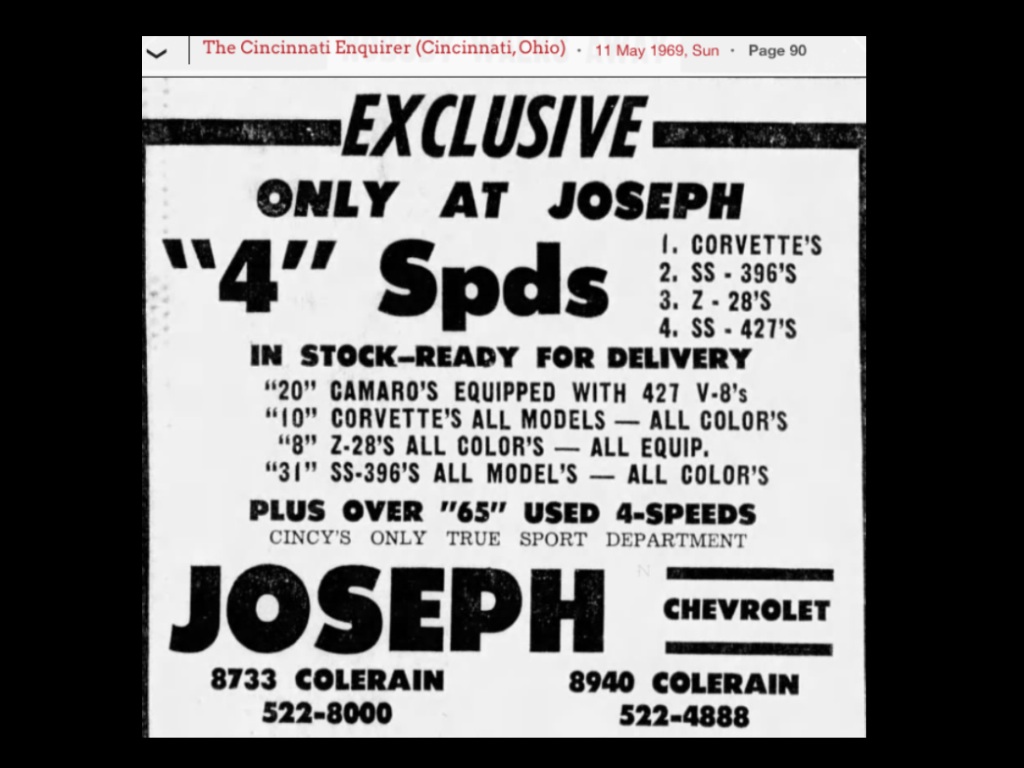 The Cincinnati Enquirer (Cincinnati, Ohio) · 11 May 1969, Sun · Page 90
EXCLUSIVE
ONLY AT JOSEPH
"4" Spds
1. CORVETTE'S
2. SS - 396'S
3. Z - 28'S
4. SS - 427'S
IN STOCK—READY FOR DELIVERY
"20" CAMARO'S EQUIPPED WITH 427 V-8's
"10" CORVETTE'S ALL MODELS — ALL COLOR'S
"8" Z-28'S ALL COLOR'S — ALL EQUIP.
"31" SS-396'S ALL MODEL'S — ALL COLOR'S
PLUS OVER "65" USED 4-SPEEDS
CINCY'S ONLY TRUE SPORT DEPARTMENT
JOSEPH CHEVROLET
8733 COLERAIN 8940 COLERAIN
522-8000 522-4888